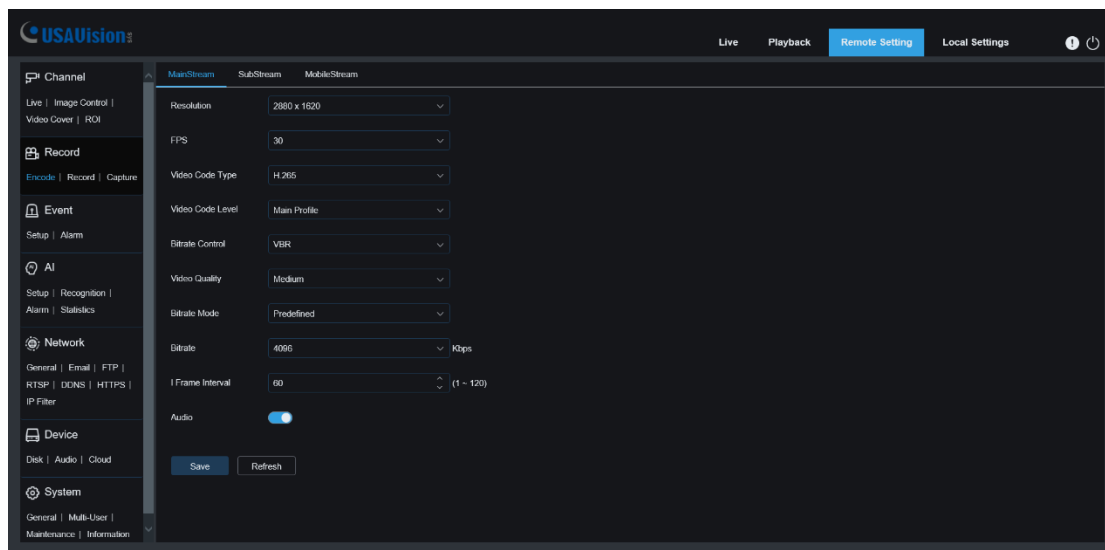 USAVision
Live Playback Remote Setting Local Settings
Channel
Live | Image Control |
Video Cover | ROI
Record
Encode | Record | Capture
Event
Setup | Alarm
AI
Setup | Recognition |
Alarm | Statistics
Network
General | Email | FTP |
RTSP | DDNS | HTTPS |
IP Filter
Device
Disk | Audio | Cloud
System
General | Multi-User |
Maintenance | Information
MainStream SubStream MobileStream
Resolution 2880 x 1620
FPS 30
Video Code Type H.265
Video Code Level Main Profile
Bitrate Control VBR
Video Quality Medium
Bitrate Mode Predefined
Bitrate 4096 Kbps
I Frame Interval 60 (1 ~ 120)
Audio
Save Refresh